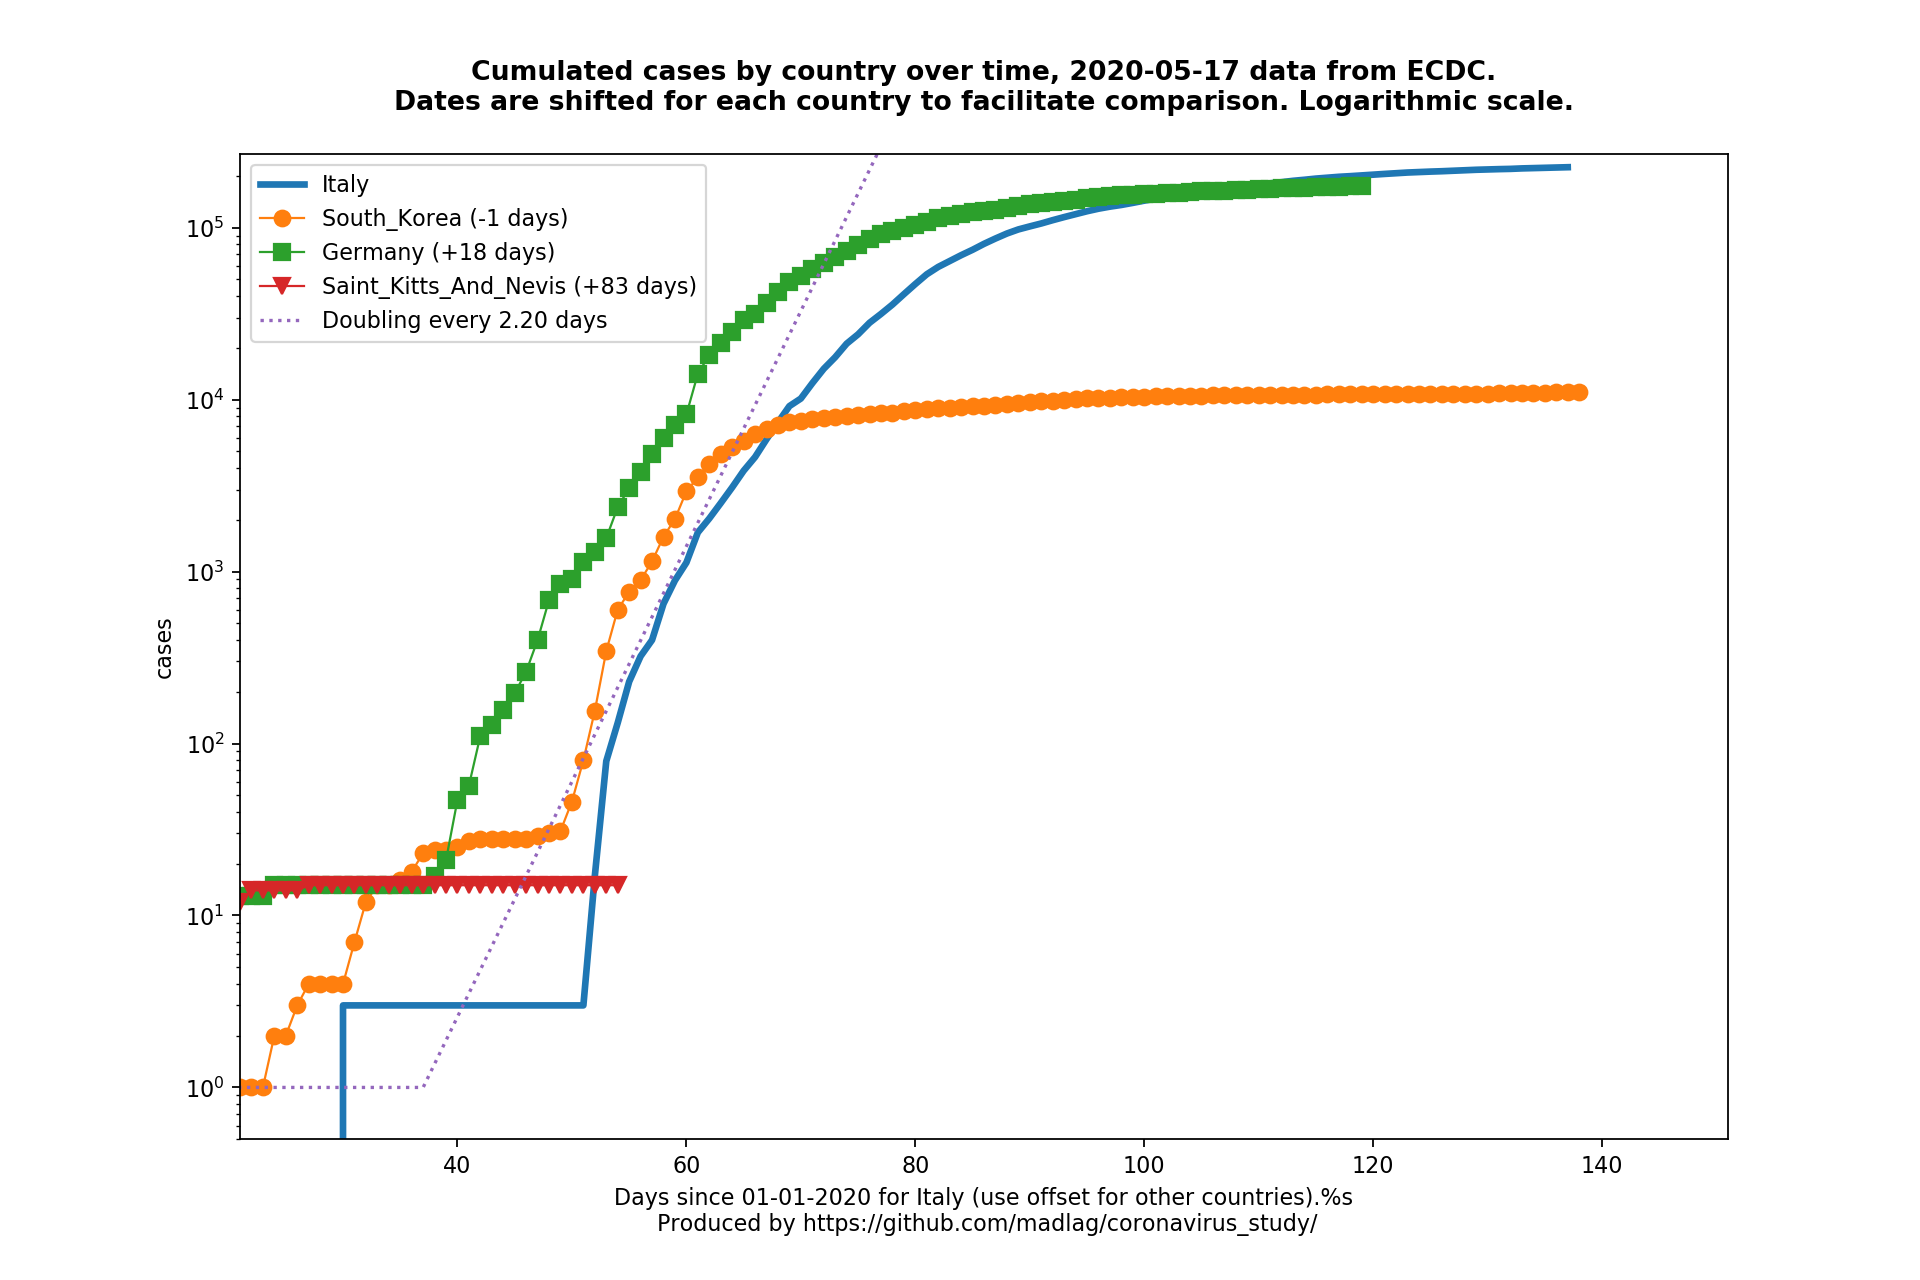 Cumulated cases by country over time, 2020-05-17 data from ECDC.
Dates are shifted for each country to facilitate comparison. Logarithmic scale.
Italy
South_Korea (-1 days)
Germany (+18 days)
Saint_Kitts_And_Nevis (+83 days)
Doubling every 2.20 days
10^5
10^4
10^3
10^2
10^1
10^0
cases
40 60 80 100 120 140
Days since 01-01-2020 for Italy (use offset for other countries).%s
Produced by https://github.com/madlag/coronavirus_study/